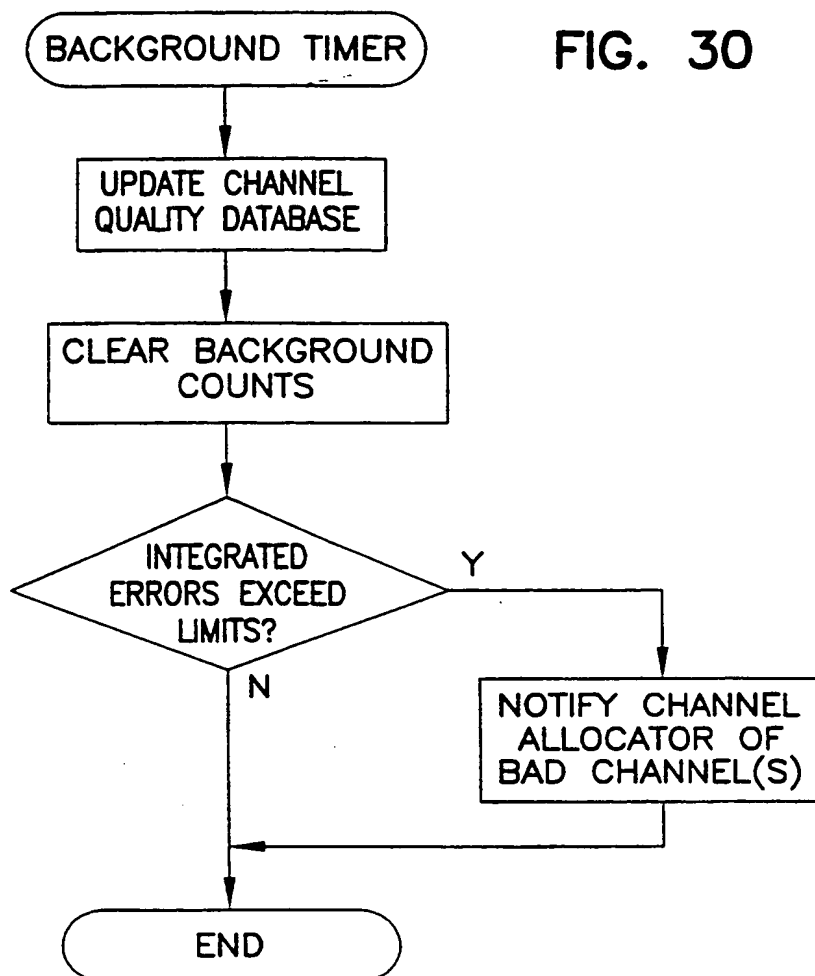 BACKGROUND TIMER
FIG. 30
UPDATE CHANNEL
QUALITY DATABASE
CLEAR BACKGROUND
COUNTS
INTEGRATED
ERRORS EXCEED
LIMITS?
Y
N
NOTIFY CHANNEL
ALLOCATOR OF
BAD CHANNEL(S)
END